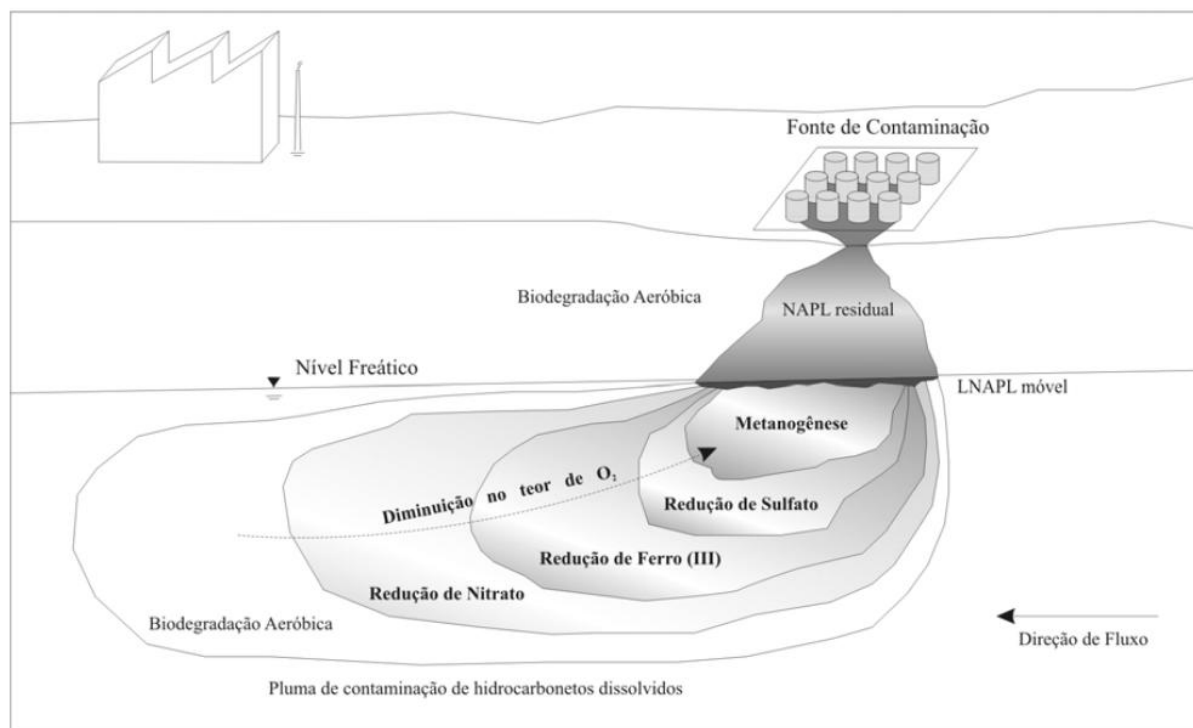 Fonte de Contaminação
Biodegradação Aeróbica
NAPL residual
Nível Freático
LNAPL móvel
Metanogênese
Diminuição no teor de O₂
Redução de Sulfato
Redução de Ferro (III)
Redução de Nitrato
Biodegradação Aeróbica
Direção de Fluxo
Pluma de contaminação de hidrocarbonetos dissolvidos